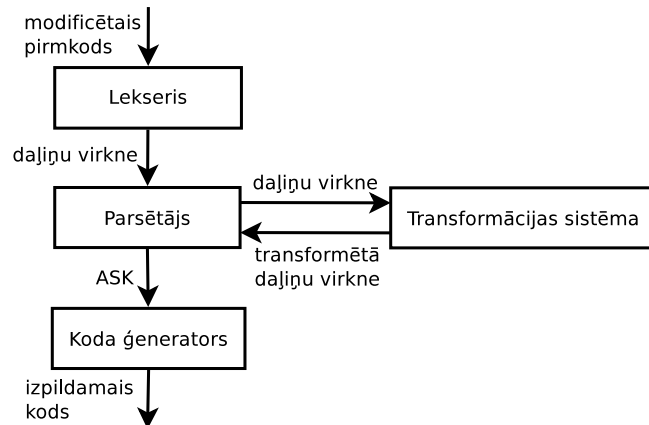 modificētais
pirmkods
Lekseris
daļiņu virkne
daļiņu virkne
Parsētājs
Transformācijas sistēma
transformētā
daļiņu virkne
ASK
Koda ģenerators
izpildamais
kods